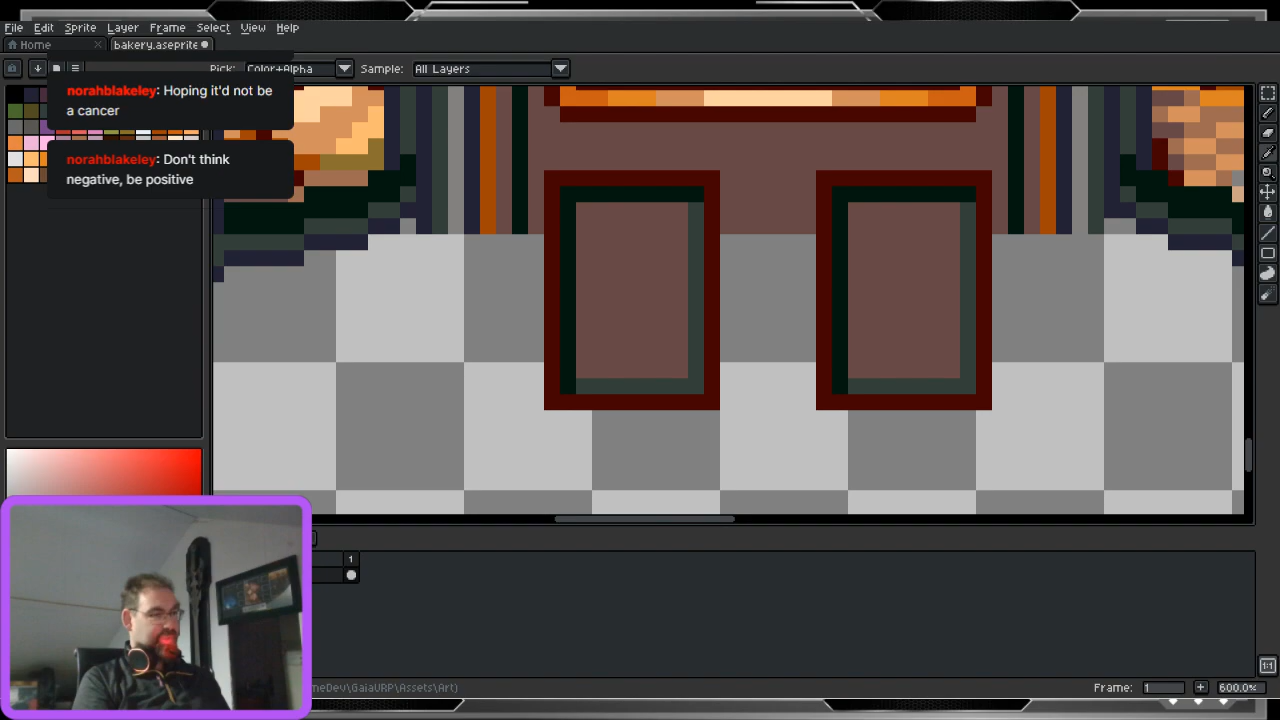 File Edit Sprite Layer Frame Select View Help
Home bakery.aseprite
Pick: Color+Alpha Sample: All Layers
norahblakeley: Hoping it'd not be
a cancer
norahblakeley: Don't think
negative, be positive
1
meDev\GaiaURP\Assets\Art)
Frame: 1 + 600.0%
1:1